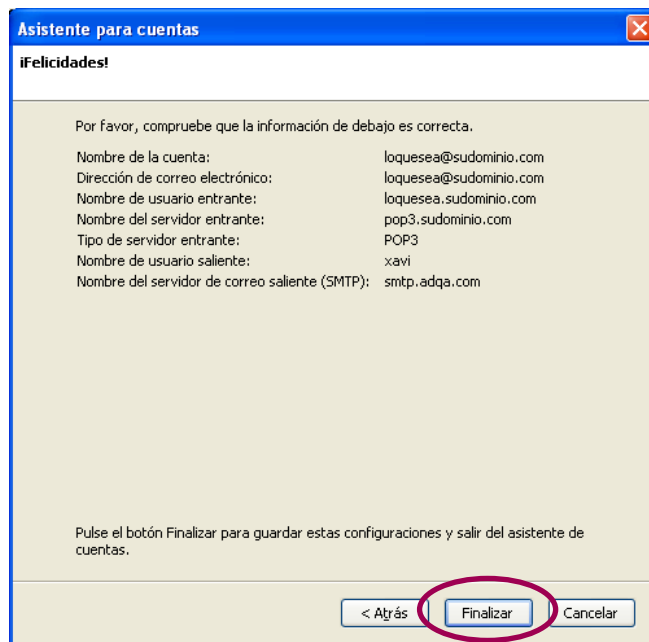 Asistente para cuentas
¡Felicidades!
Por favor, compruebe que la información de debajo es correcta.
Nombre de la cuenta: loquesea@sudominio.com
Dirección de correo electrónico: loquesea@sudominio.com
Nombre de usuario entrante: loquesea.sudominio.com
Nombre del servidor entrante: pop3.sudominio.com
Tipo de servidor entrante: POP3
Nombre de usuario saliente: xavi
Nombre del servidor de correo saliente (SMTP): smtp.adqa.com
Pulse el botón Finalizar para guardar estas configuraciones y salir del asistente de
cuentas.
< Atrás Finalizar Cancelar